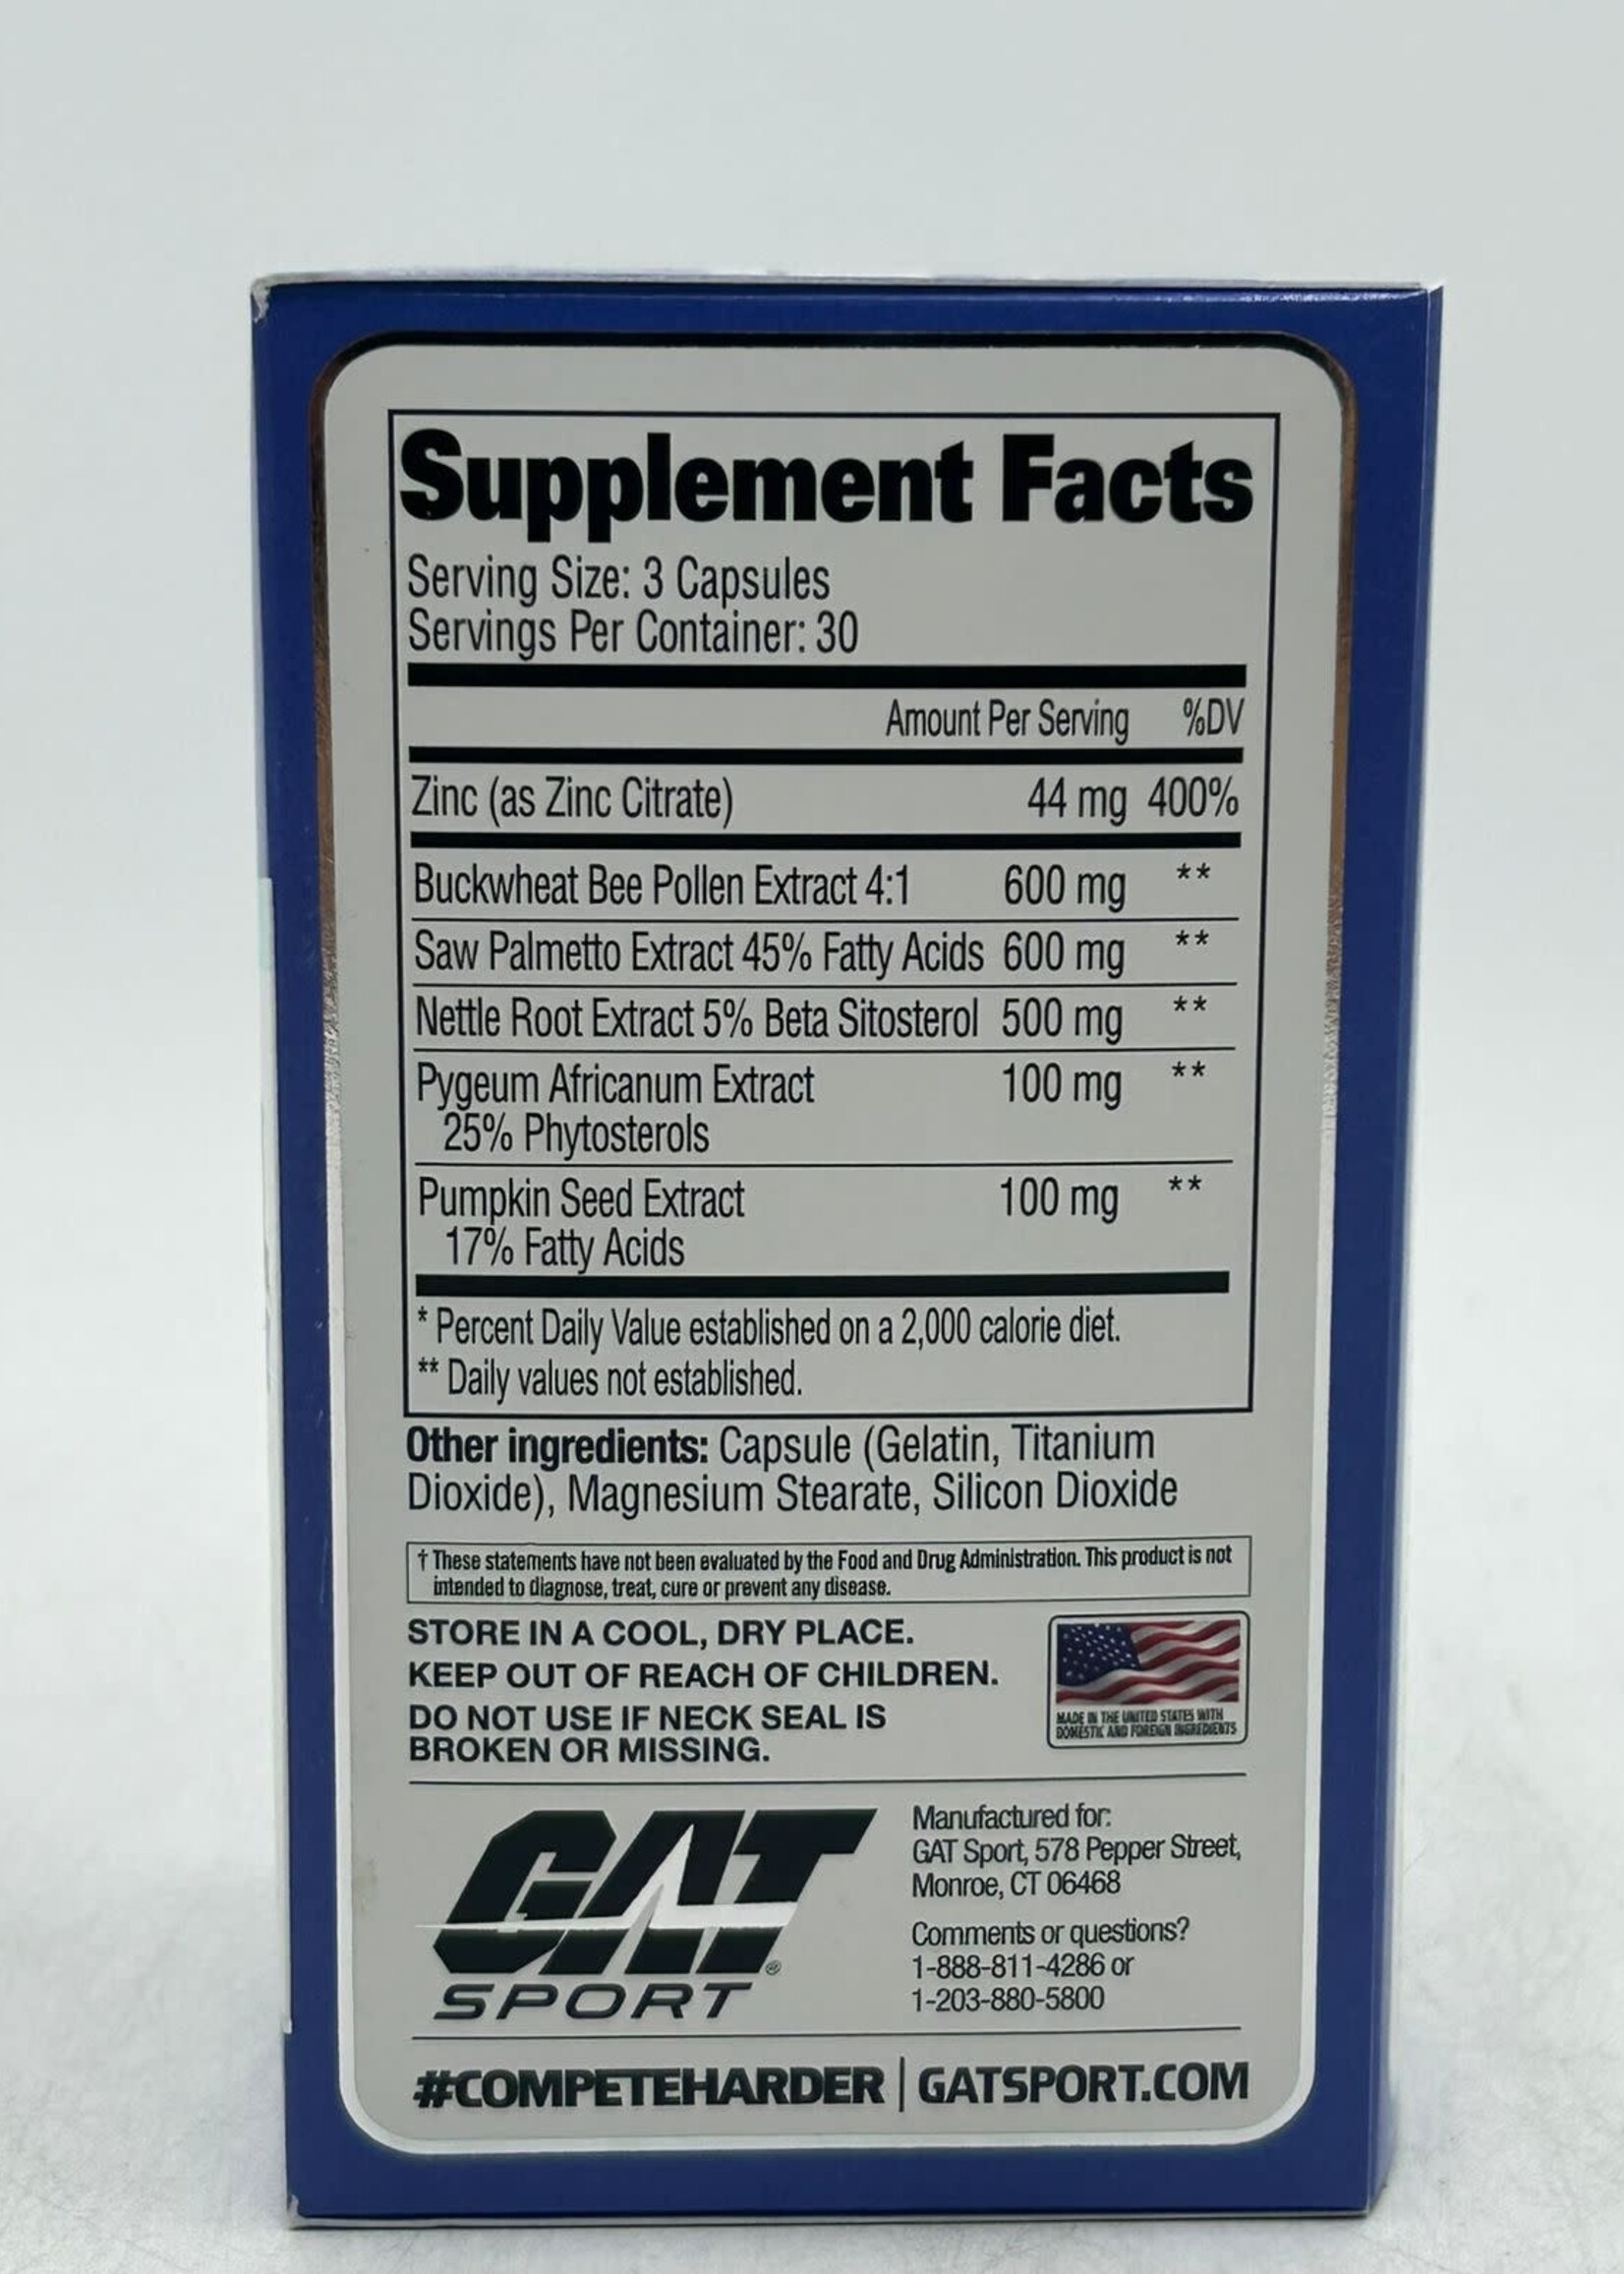 Supplement Facts
Serving Size: 3 Capsules
Servings Per Container: 30
Amount Per Serving %DV
Zinc (as Zinc Citrate) 44 mg 400%
Buckwheat Bee Pollen Extract 4:1 600 mg **
Saw Palmetto Extract 45% Fatty Acids 600 mg **
Nettle Root Extract 5% Beta Sitosterol 500 mg **
Pygeum Africanum Extract 100 mg **
25% Phytosterols
Pumpkin Seed Extract 100 mg **
17% Fatty Acids
* Percent Daily Value established on a 2,000 calorie diet.
** Daily values not established.
Other ingredients: Capsule (Gelatin, Titanium
Dioxide), Magnesium Stearate, Silicon Dioxide
† These statements have not been evaluated by the Food and Drug Administration. This product is not
intended to diagnose, treat, cure or prevent any disease.
STORE IN A COOL, DRY PLACE.
KEEP OUT OF REACH OF CHILDREN.
DO NOT USE IF NECK SEAL IS
BROKEN OR MISSING.
MADE IN THE UNITED STATES WITH
DOMESTIC AND FOREIGN INGREDIENTS
GAT®
SPORT
Manufactured for:
GAT Sport, 578 Pepper Street,
Monroe, CT 06468
Comments or questions?
1-888-811-4286 or
1-203-880-5800
#COMPETEHARDER | GATSPORT.COM